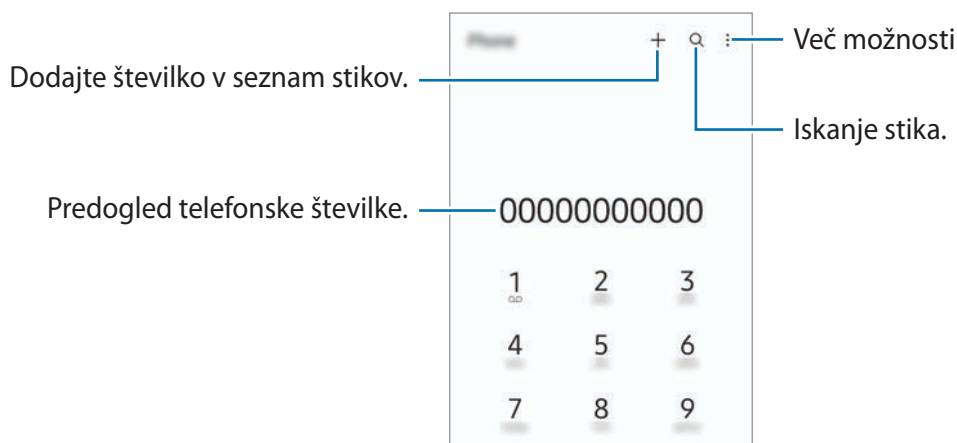 Phone
Več možnosti
Dodajte številko v seznam stikov.
Iskanje stika.
Predogled telefonske številke.
00000000000
1 2 3
4 5 6
7 8 9